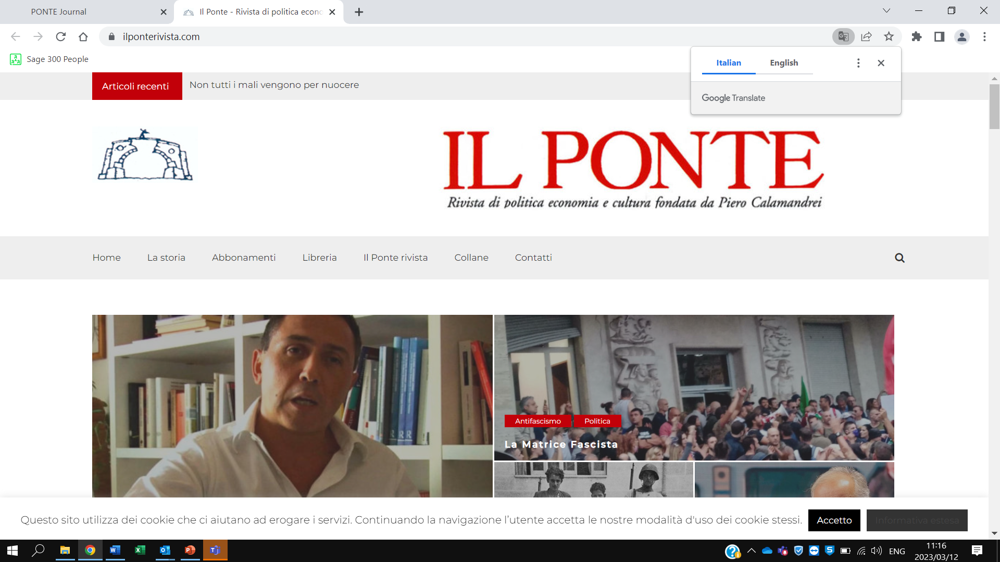 PONTE Journal
Il Ponte - Rivista di politica econo
ilponterivista.com
Sage 300 People
Italian English
Google Translate
Articoli recenti
Non tutti i mali vengono per nuocere
IL PONTE
Rivista di politica economia e cultura fondata da Piero Calamandrei
Home La storia Abbonamenti Libreria Il Ponte rivista Collane Contatti
Antifascismo Politica
La Matrice Fascista
Questo sito utilizza dei cookie che ci aiutano ad erogare i servizi. Continuando la navigazione l’utente accetta le nostre modalità d'uso dei cookie stessi.
Accetto
Informativa estesa
ENG
11:16
2023/03/12